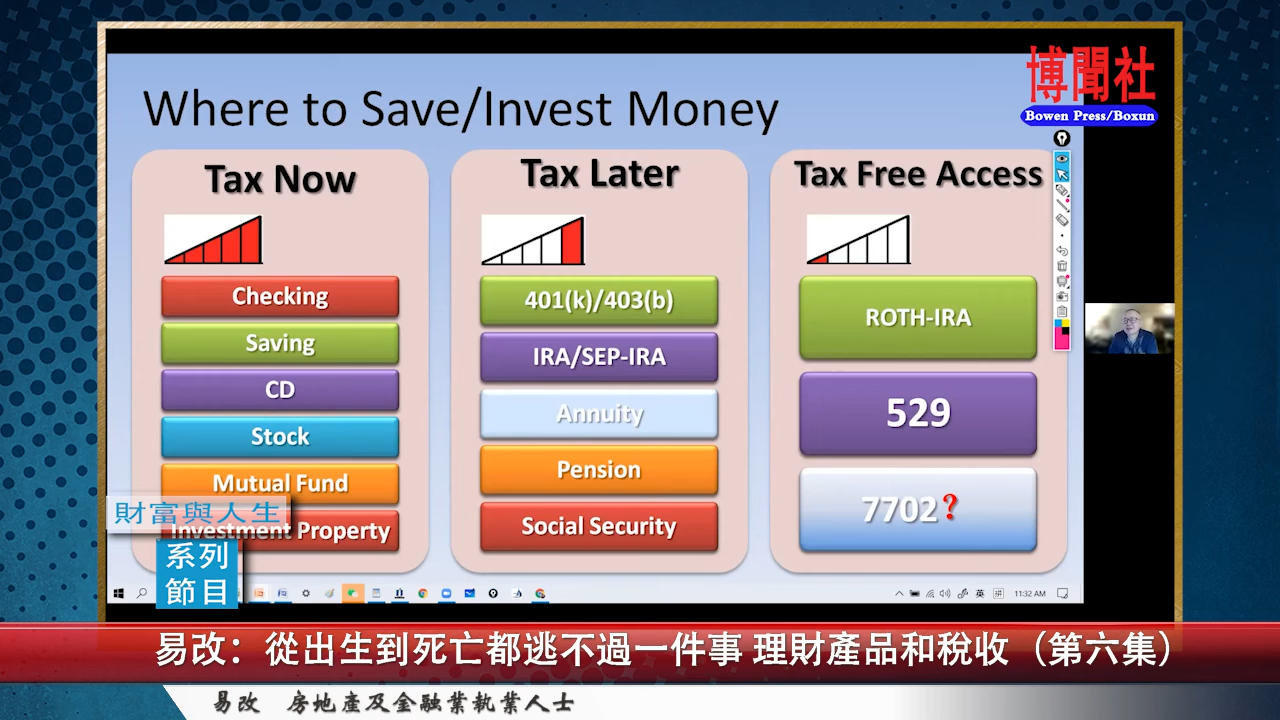 博聞社
Bowen Press/Boxun
Where to Save/Invest Money
Tax Now
Checking
Saving
CD
Stock
Mutual Fund
Investment Property
Tax Later
401(k)/403(b)
IRA/SEP-IRA
Annuity
Pension
Social Security
Tax Free Access
ROTH-IRA
529
7702?
財富與人生
系列
節目
英
拼
11:32 AM
易改：從出生到死亡都逃不過一件事 理財產品和稅收（第六集）
易改 房地產及金融業執業人士